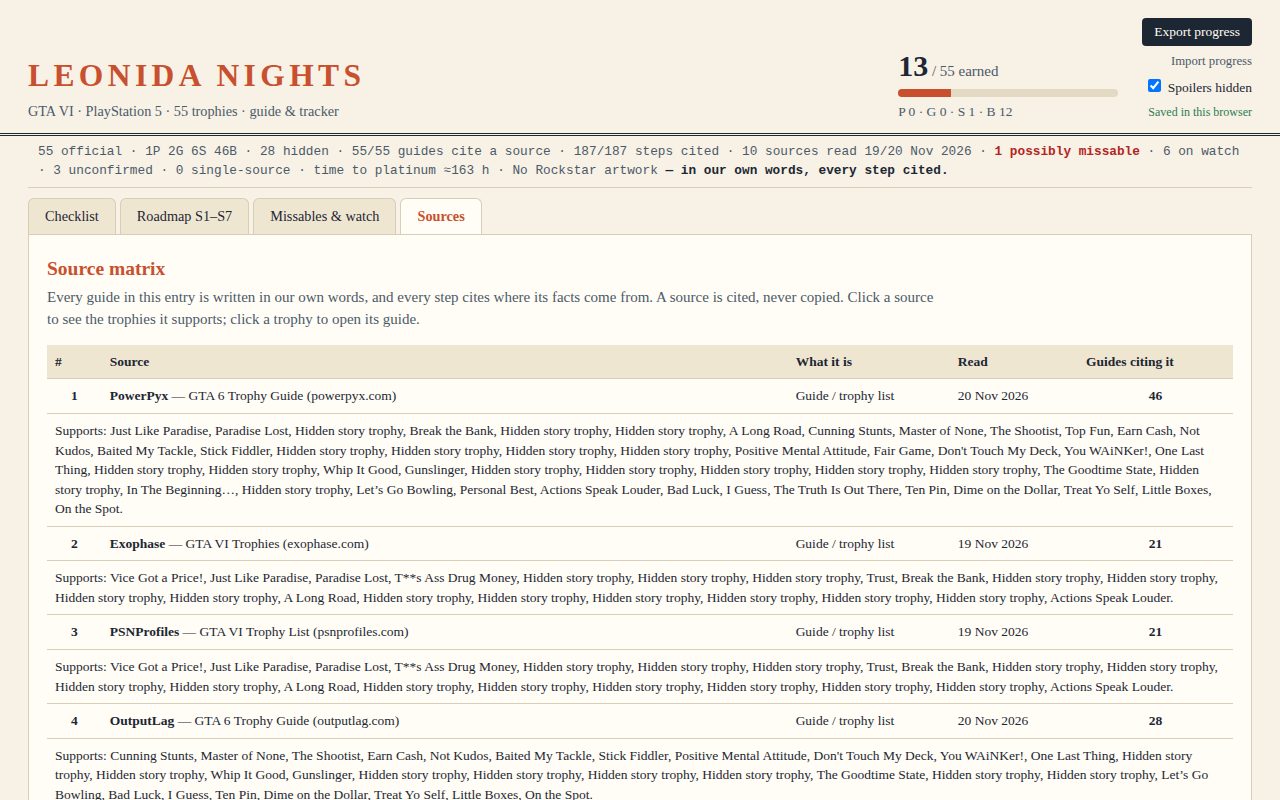 Export progress
LEONIDA NIGHTS
13 / 55 earned
Import progress
Spoilers hidden
GTA VI · PlayStation 5 · 55 trophies · guide & tracker
P 0 · G 0 · S 1 · B 12
Saved in this browser
55 official · 1P 2G 6S 46B · 28 hidden · 55/55 guides cite a source · 187/187 steps cited · 10 sources read 19/20 Nov 2026 · 1 possibly missable · 6 on watch
· 3 unconfirmed · 0 single-source · time to platinum ≈163 h · No Rockstar artwork — in our own words, every step cited.
Checklist Roadmap S1–S7 Missables & watch Sources
Source matrix
Every guide in this entry is written in our own words, and every step cites where its facts come from. A source is cited, never copied. Click a source
to see the trophies it supports; click a trophy to open its guide.
# Source What it is Read Guides citing it
1 PowerPyx — GTA 6 Trophy Guide (powerpyx.com) Guide / trophy list 20 Nov 2026 46
Supports: Just Like Paradise, Paradise Lost, Hidden story trophy, Break the Bank, Hidden story trophy, Hidden story trophy, A Long Road, Cunning Stunts, Master of None, The Shootist, Top Fun, Earn Cash, Not
Kudos, Baited My Tackle, Stick Fiddler, Hidden story trophy, Hidden story trophy, Hidden story trophy, Hidden story trophy, Positive Mental Attitude, Fair Game, Don't Touch My Deck, You WAiNKer!, One Last
Thing, Hidden story trophy, Hidden story trophy, Whip It Good, Gunslinger, Hidden story trophy, Hidden story trophy, Hidden story trophy, Hidden story trophy, Hidden story trophy, The Goodtime State, Hidden
story trophy, In The Beginning…, Hidden story trophy, Let’s Go Bowling, Personal Best, Actions Speak Louder, Bad Luck, I Guess, The Truth Is Out There, Ten Pin, Dime on the Dollar, Treat Yo Self, Little Boxes,
On the Spot.
2 Exophase — GTA VI Trophies (exophase.com) Guide / trophy list 19 Nov 2026 21
Supports: Vice Got a Price!, Just Like Paradise, Paradise Lost, T**s Ass Drug Money, Hidden story trophy, Hidden story trophy, Hidden story trophy, Trust, Break the Bank, Hidden story trophy, Hidden story trophy,
Hidden story trophy, Hidden story trophy, A Long Road, Hidden story trophy, Hidden story trophy, Hidden story trophy, Hidden story trophy, Hidden story trophy, Hidden story trophy, Actions Speak Louder.
3 PSNProfiles — GTA VI Trophy List (psnprofiles.com) Guide / trophy list 19 Nov 2026 21
Supports: Vice Got a Price!, Just Like Paradise, Paradise Lost, T**s Ass Drug Money, Hidden story trophy, Hidden story trophy, Hidden story trophy, Trust, Break the Bank, Hidden story trophy, Hidden story trophy,
Hidden story trophy, Hidden story trophy, A Long Road, Hidden story trophy, Hidden story trophy, Hidden story trophy, Hidden story trophy, Hidden story trophy, Hidden story trophy, Actions Speak Louder.
4 OutputLag — GTA 6 Trophy Guide (outputlag.com) Guide / trophy list 20 Nov 2026 28
Supports: Cunning Stunts, Master of None, The Shootist, Earn Cash, Not Kudos, Baited My Tackle, Stick Fiddler, Positive Mental Attitude, Don't Touch My Deck, You WAiNKer!, One Last Thing, Hidden story
trophy, Hidden story trophy, Whip It Good, Gunslinger, Hidden story trophy, Hidden story trophy, Hidden story trophy, Hidden story trophy, The Goodtime State, Hidden story trophy, Hidden story trophy, Let’s Go
Bowling, Bad Luck, I Guess, Ten Pin, Dime on the Dollar, Treat Yo Self, Little Boxes, On the Spot.